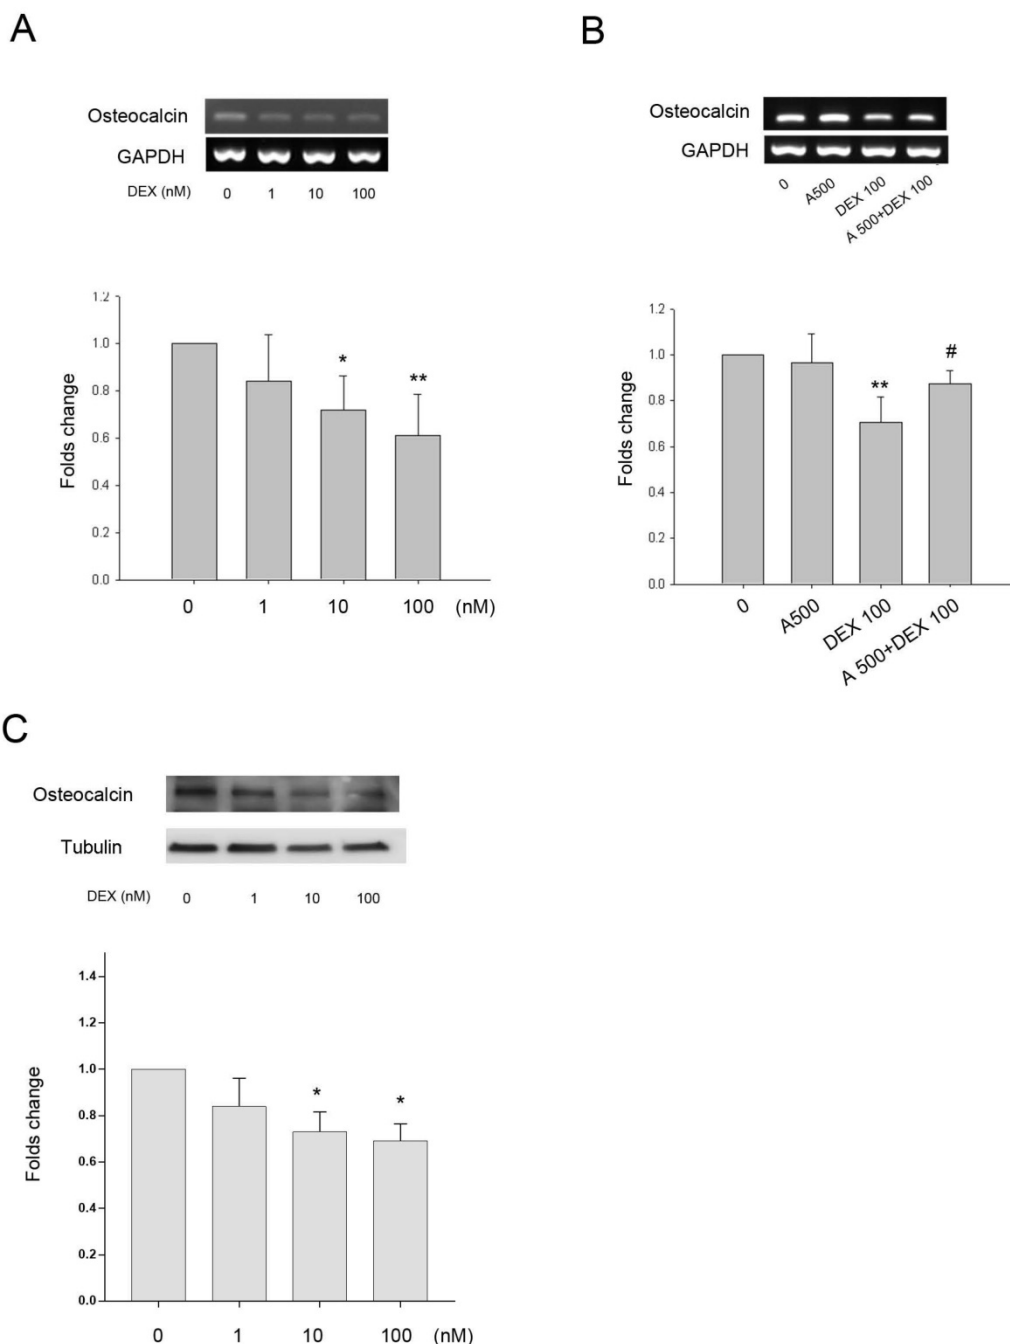 A
Osteocalcin
GAPDH
DEX (nM) 0 1 10 100
1.2
1.0
0.8
0.6
0.4
0.2
0.0
Folds change
*
**
0 1 10 100 (nM)
B
Osteocalcin
GAPDH
0 A500 DEX 100 A 500+DEX 100
1.2
1.0
0.8
0.6
0.4
0.2
0.0
Folds change
**
#
0 A500 DEX 100 A 500+DEX 100
C
Osteocalcin
Tubulin
DEX (nM) 0 1 10 100
1.4
1.2
1.0
0.8
0.6
0.4
0.2
0.0
Folds change
* *
0 1 10 100 (nM)